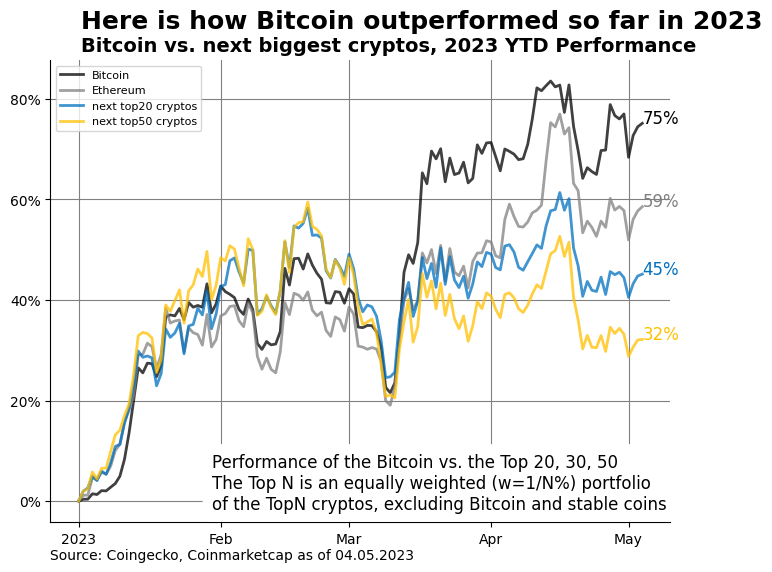 Here is how Bitcoin outperformed so far in 2023
Bitcoin vs. next biggest cryptos, 2023 YTD Performance
Bitcoin
Ethereum
next top20 cryptos
next top50 cryptos
80%
60%
40%
20%
0%
75%
59%
45%
32%
Performance of the Bitcoin vs. the Top 20, 30, 50
The Top N is an equally weighted (w=1/N%) portfolio
of the TopN cryptos, excluding Bitcoin and stable coins
2023 Feb Mar Apr May
Source: Coingecko, Coinmarketcap as of 04.05.2023